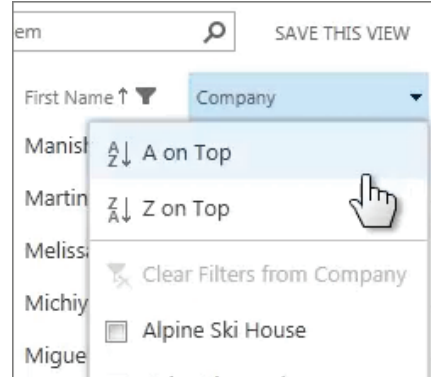 em
SAVE THIS VIEW
First Name
Company
Manish
A on Top
Martin
Z on Top
Melissa
Clear Filters from Company
Michiy
Alpine Ski House
Migue